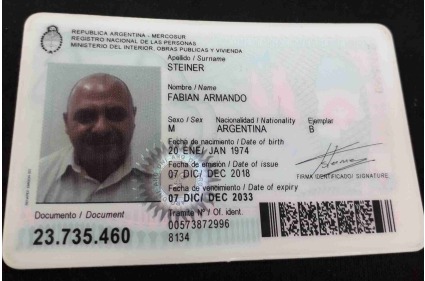 REPUBLICA ARGENTINA - MERCOSUR
REGISTRO NACIONAL DE LAS PERSONAS
MINISTERIO DEL INTERIOR, OBRAS PUBLICAS Y VIVIENDA
Apellido / Surname
STEINER
Nombre / Name
FABIAN ARMANDO
Sexo / Sex Nacionalidad / Nationality Ejemplar
M ARGENTINA B
Fecha de nacimiento / Date of birth
20 ENE/ JAN 1974
Fecha de emisión / Date of issue
07 DIC/ DEC 2018
FIRMA IDENTIFICADO/ SIGNATURE
Fecha de vencimiento / Date of expiry
07 DIC/ DEC 2033
Documento / Document
Tramite N° / Of. ident.
23.735.460
00573872996
8134